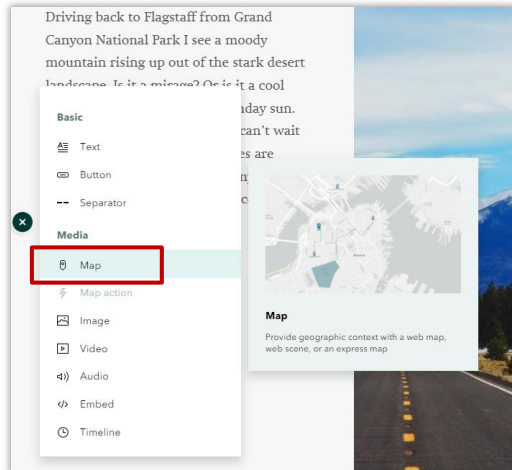 Driving back to Flagstaff from Grand
Canyon National Park I see a moody
mountain rising up out of the stark desert
landscape. Is it a mirage? Or is it a cool
day sun.
can't wait
es are
Basic
Text
Button
Separator
Media
Map
Map action
Image
Video
Audio
Embed
Timeline
Map
Provide geographic context with a web map,
web scene, or an express map